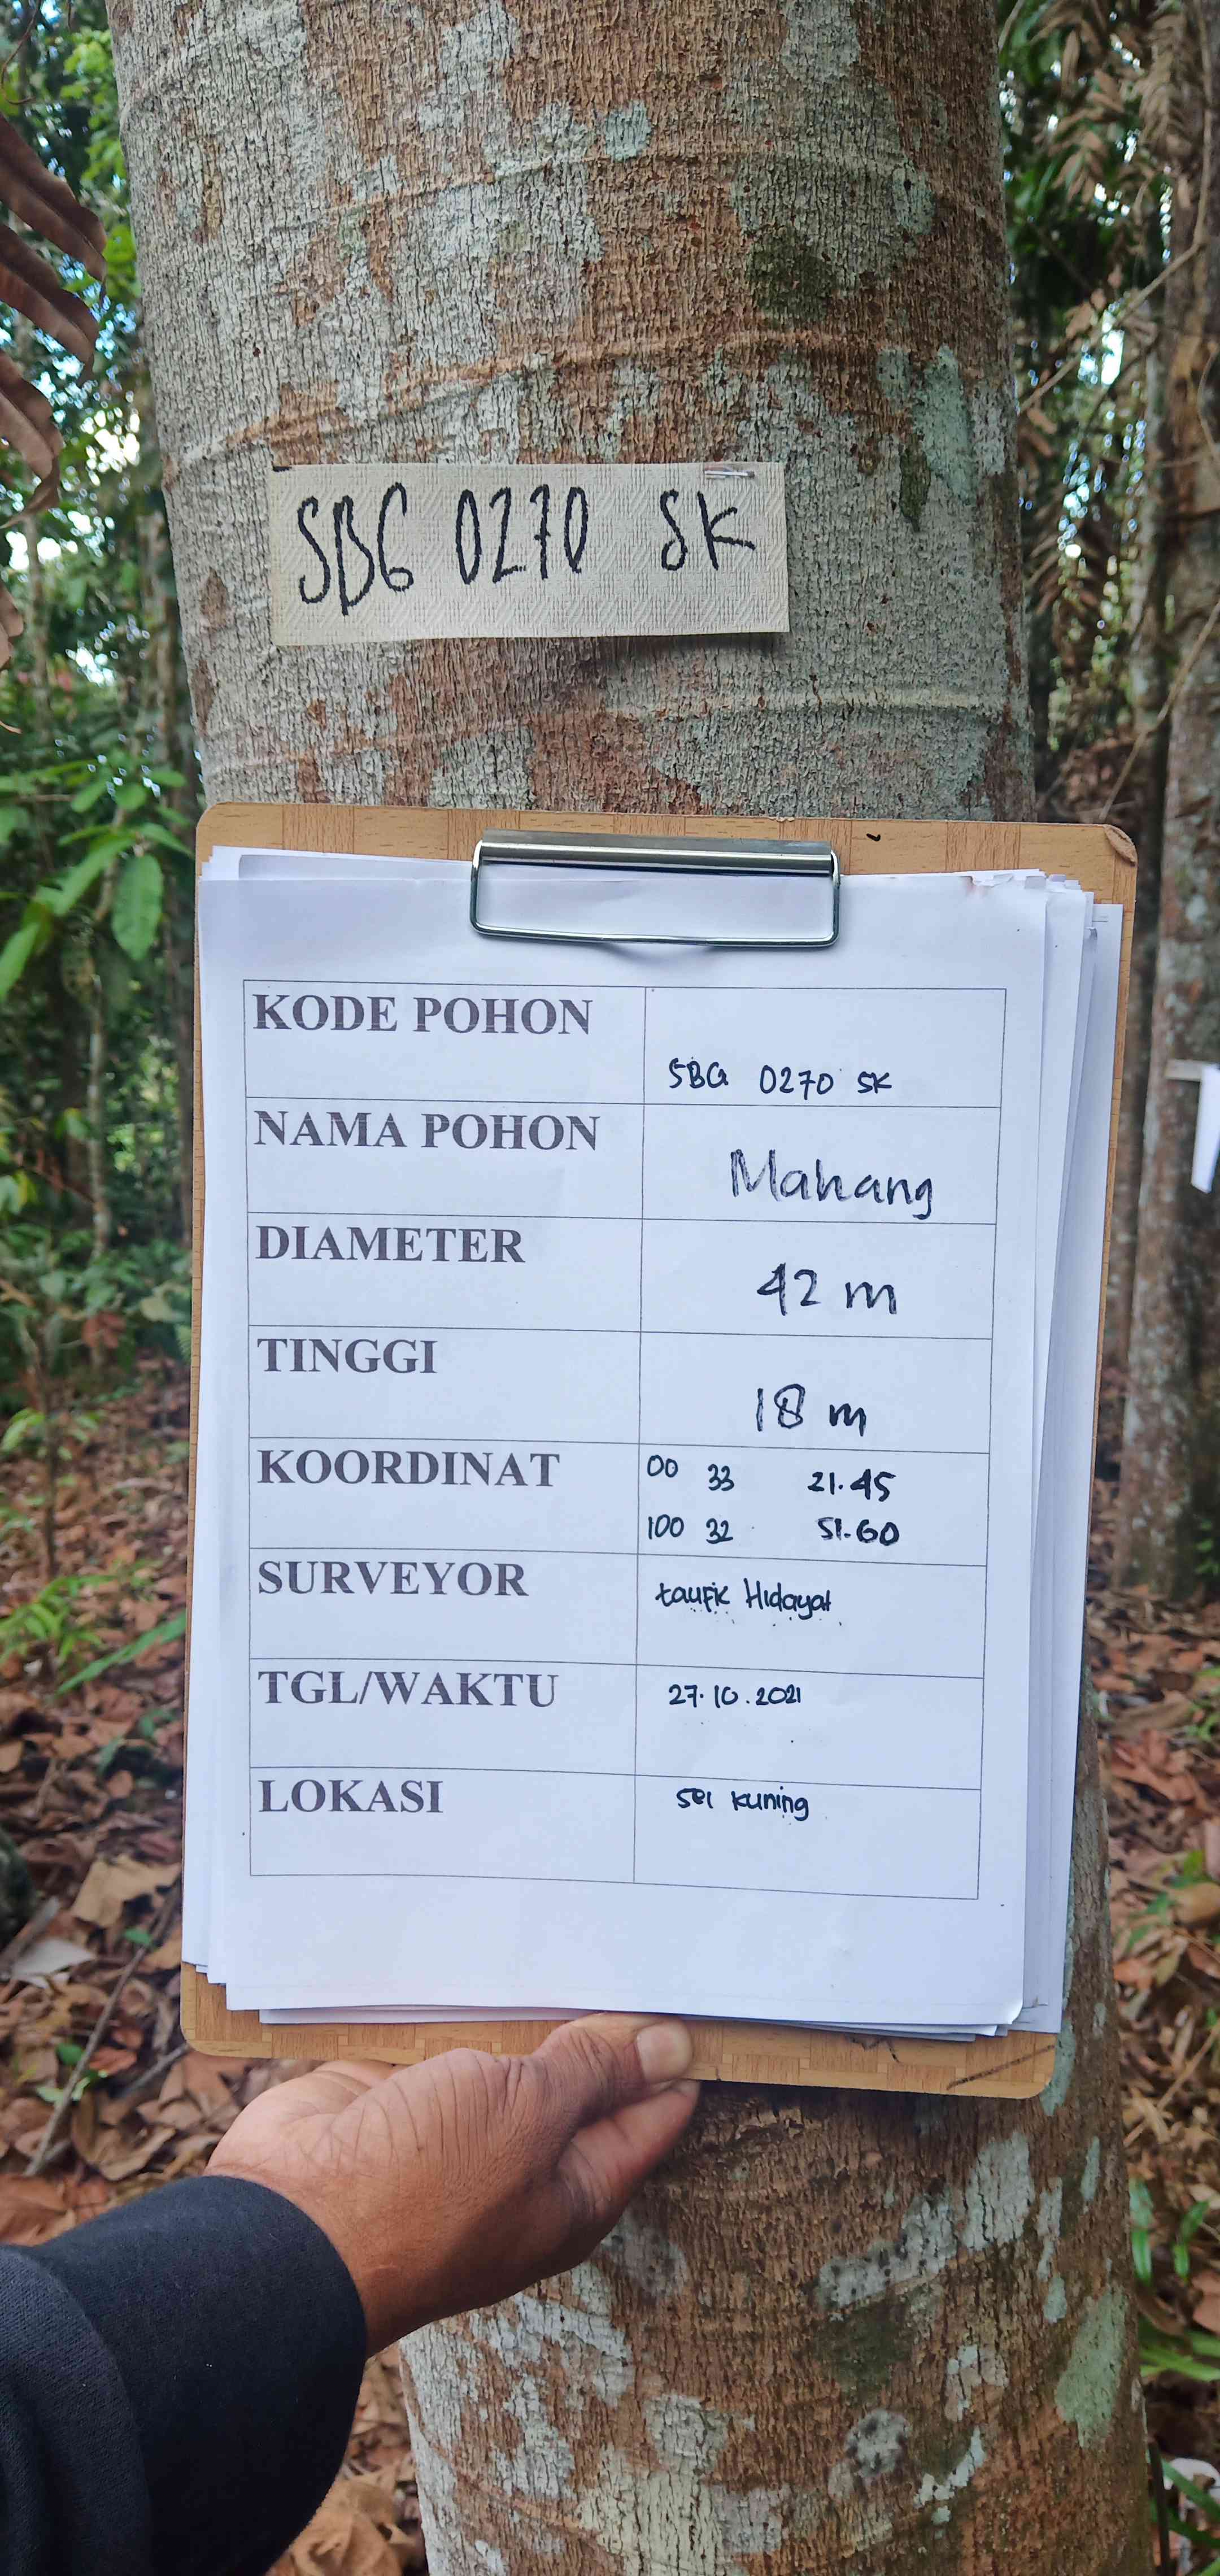 SBG 0270 SK
KODE POHON
SBG 0270 SK
NAMA POHON
Mahang
DIAMETER
42 m
TINGGI
18 m
KOORDINAT
00 33 21.45
100 32 51.60
SURVEYOR
taufik Hidayat
TGL/WAKTU
27.10.2021
LOKASI
sei kuning